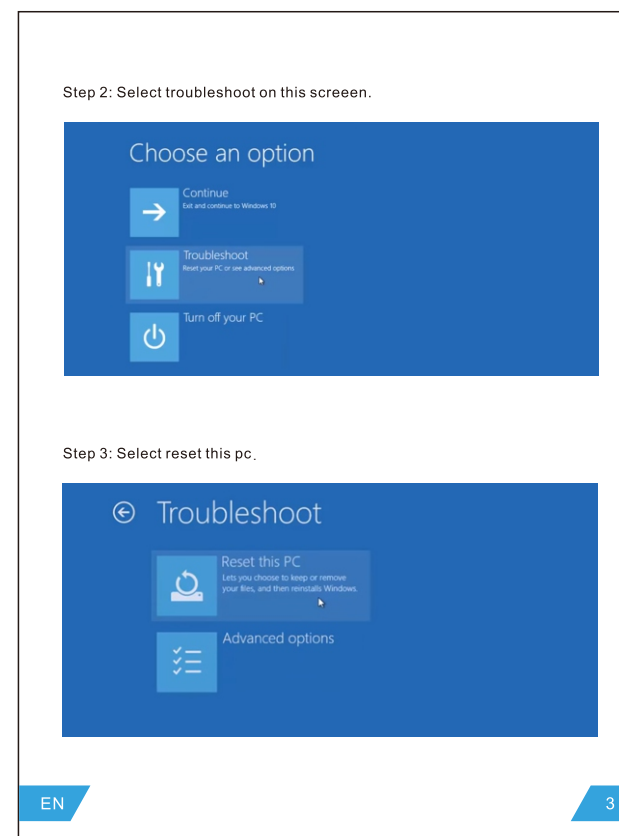 Step 2: Select troubleshoot on this screeen.
Choose an option
Continue
Exit and continue to Windows 10
Troubleshoot
Reset your PC or see advanced options
Turn off your PC
Step 3: Select reset this pc.
Troubleshoot
Reset this PC
Lets you choose to keep or remove
your files, and then reinstalls Windows.
Advanced options
EN
3